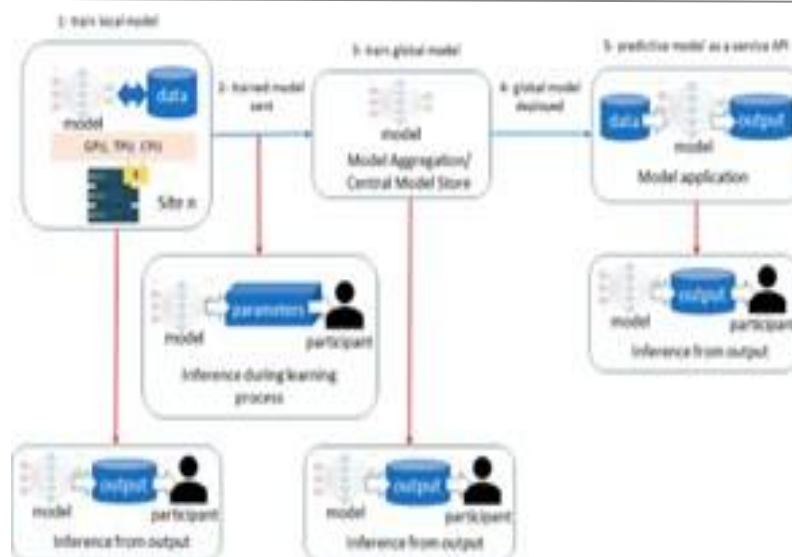 1- train local model
data
model
GPU, TPU, CPU
Site n
2- trained model
sent
3- train global model
model
Model Aggregation/
Central Model Store
4- global model
deployed
5- predictive model as a service API
data
output
model
Model application
parameters
model
participant
Inference during learning
process
output
model
participant
Inference from output
output
model
participant
Inference from output
output
model
participant
Inference from output